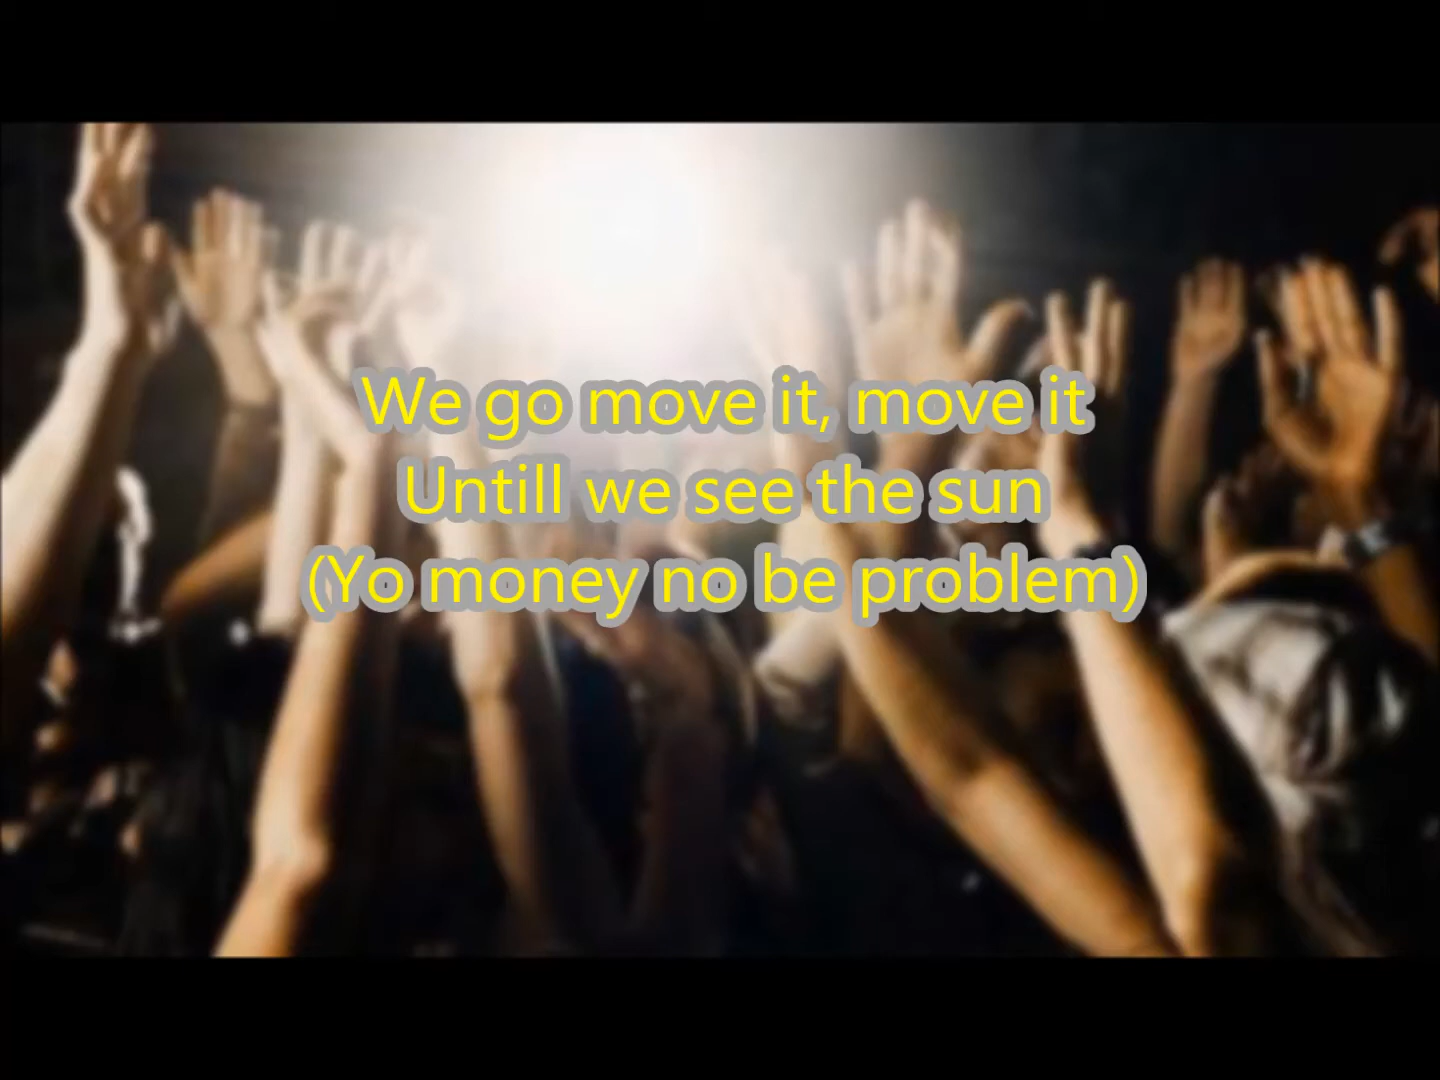 We go move it, move it
Untill we see the sun
(Yo money no be problem)